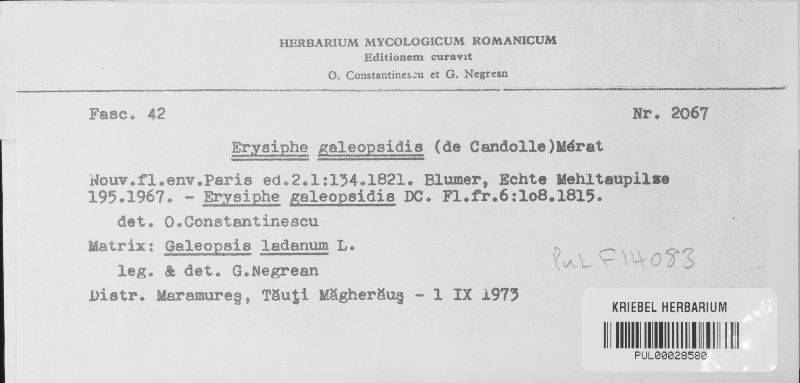 HERBARIUM MYCOLOGICUM ROMANICUM
Editionem curavit
O. Constantinescu et G. Negrean
Fasc. 42 Nr. 2067
Erysiphe galeopsidis (de Candolle)Mérat
Nouv.fl.env.Paris ed.2.1:134.1821. Blumer, Echte Mehltaupilze
195.1967. - Erysiphe galeopsidis DC. Fl.fr.6:lo8.1815.
det. O.Constantinescu
Matrix: Galeopsis ladanum L.
leg. & det. G.Negrean
Distr. Maramureş, Tăuţi Măgherăuş - 1 IX 1973
PUL F14083
KRIEBEL HERBARIUM
PUL00028580